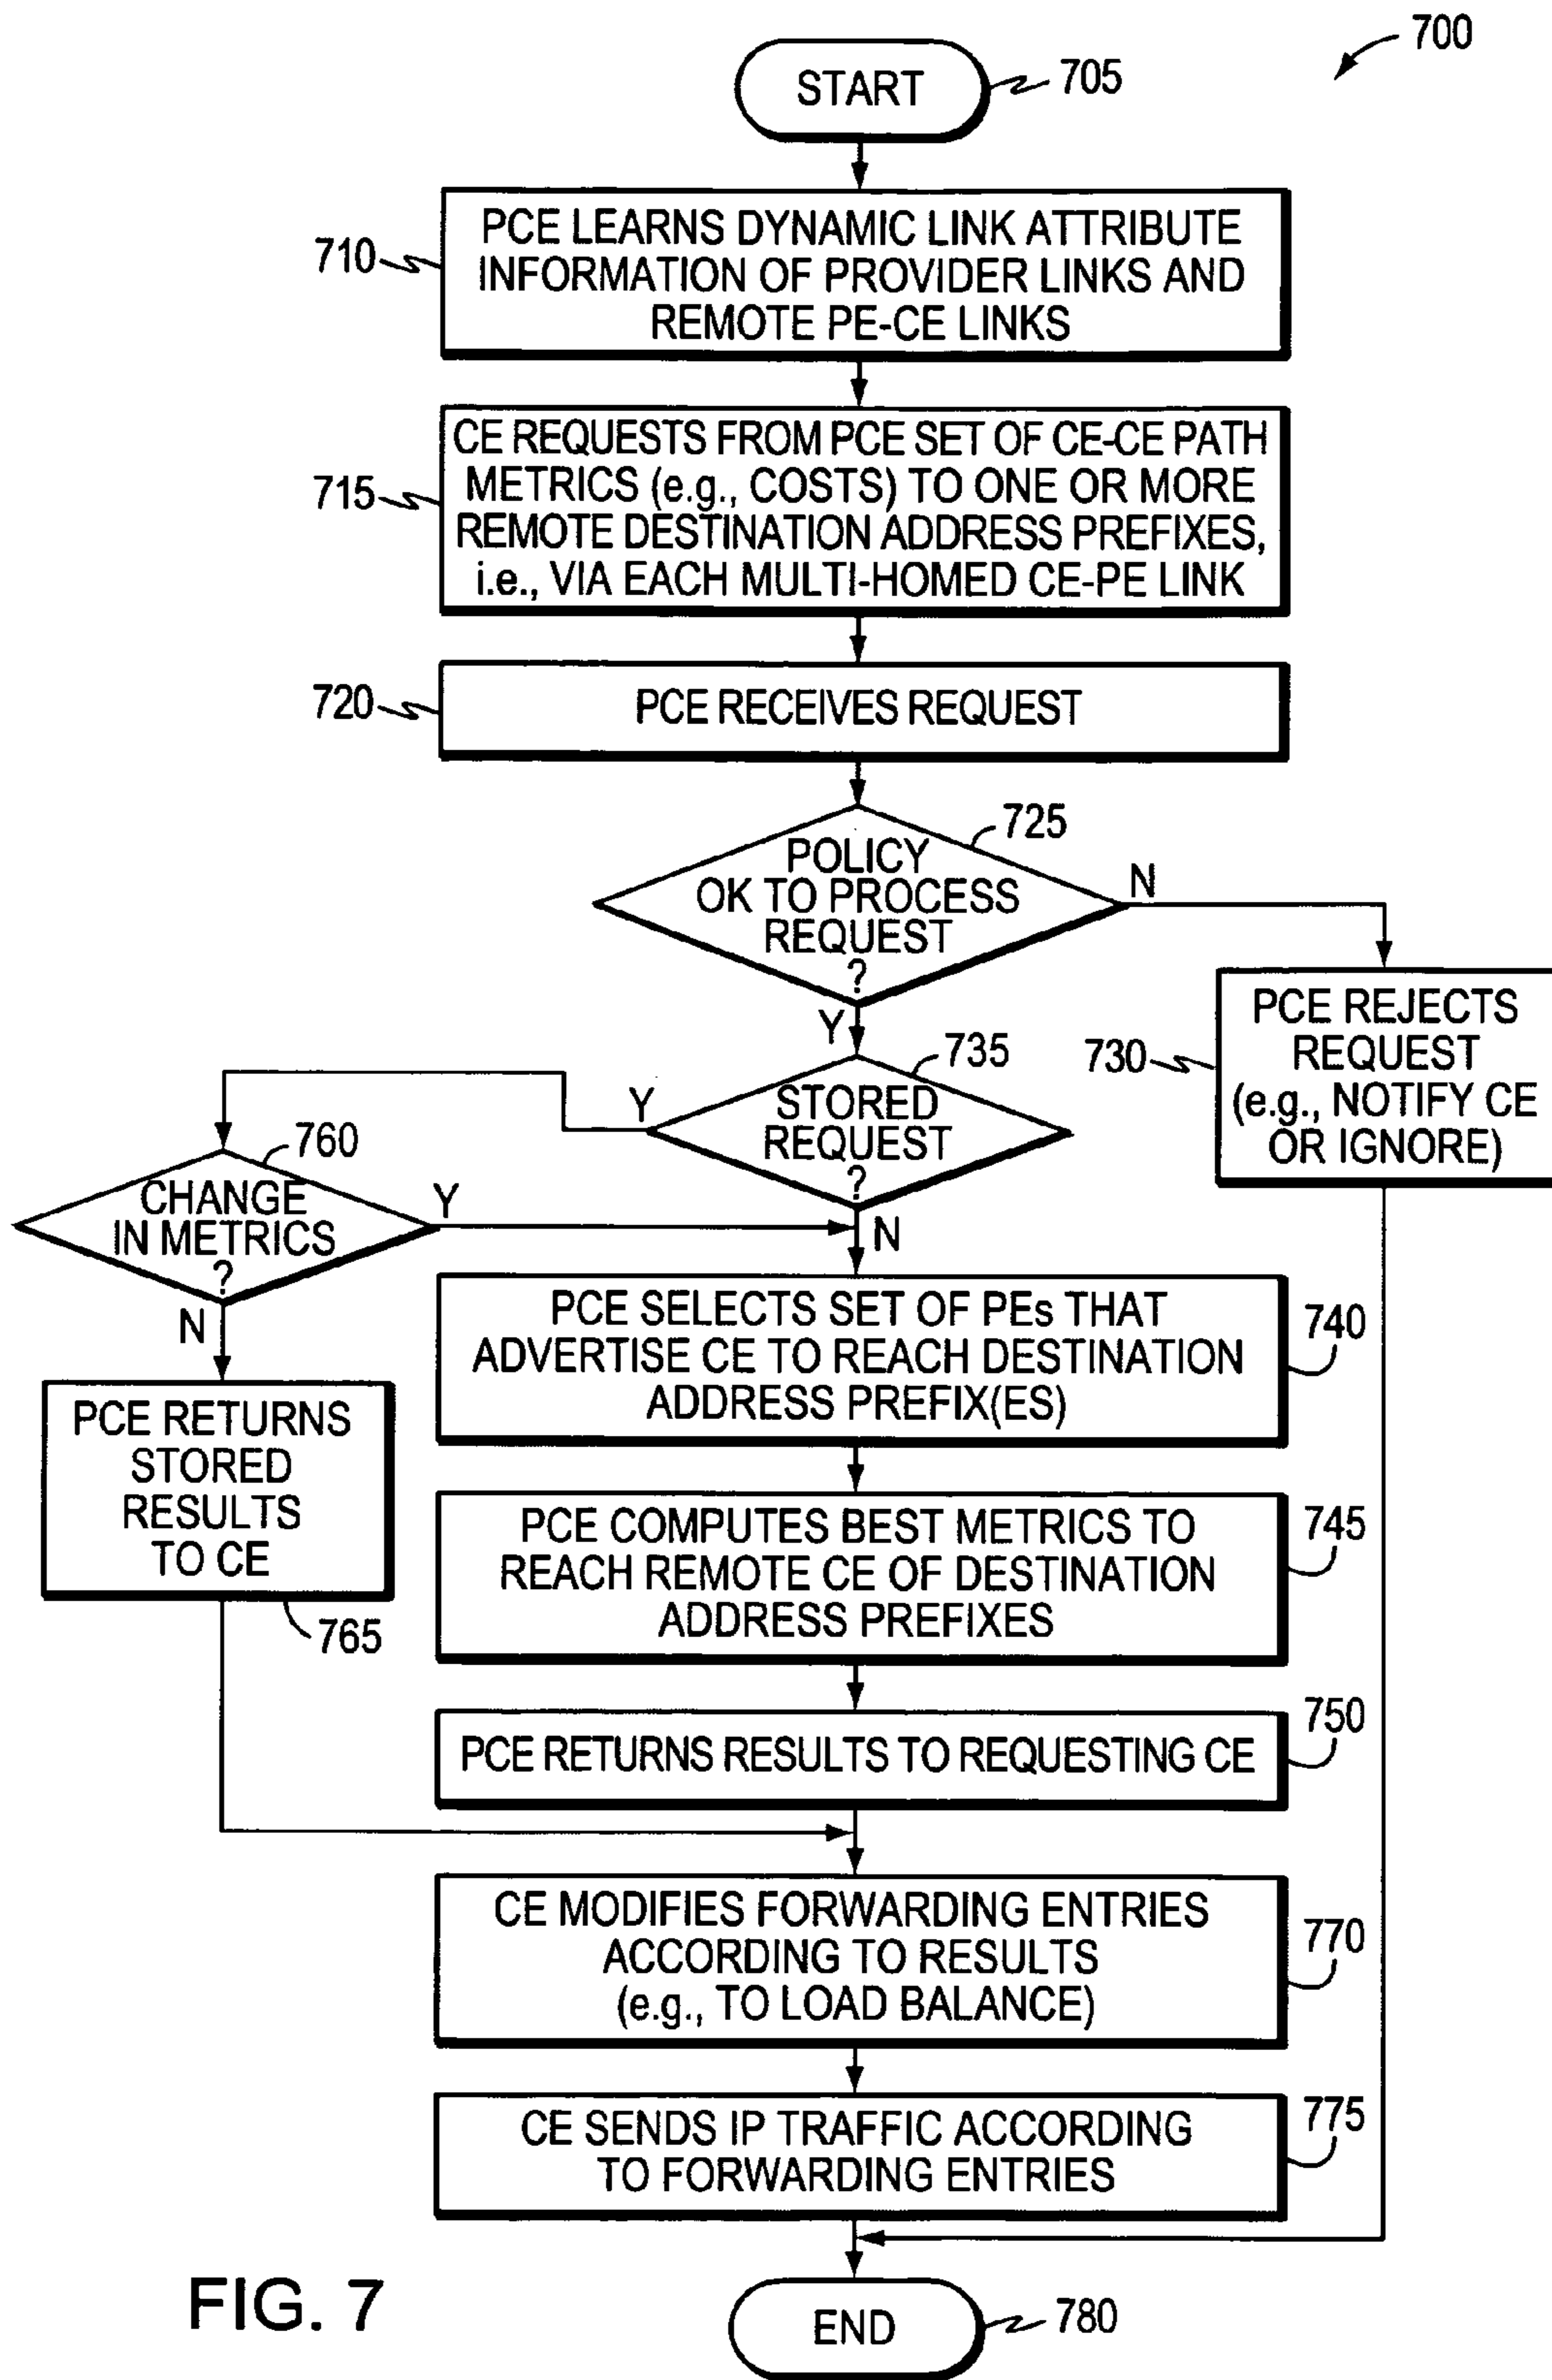 700
START
705
710
PCE LEARNS DYNAMIC LINK ATTRIBUTE
INFORMATION OF PROVIDER LINKS AND
REMOTE PE-CE LINKS
715
CE REQUESTS FROM PCE SET OF CE-CE PATH
METRICS (e.g., COSTS) TO ONE OR MORE
REMOTE DESTINATION ADDRESS PREFIXES,
i.e., VIA EACH MULTI-HOMED CE-PE LINK
720
PCE RECEIVES REQUEST
725
POLICY
OK TO PROCESS
REQUEST
?
N
Y
730
PCE REJECTS
REQUEST
(e.g., NOTIFY CE
OR IGNORE)
735
STORED
REQUEST
?
Y
N
760
CHANGE
IN METRICS
?
Y
N
740
PCE SELECTS SET OF PEs THAT
ADVERTISE CE TO REACH DESTINATION
ADDRESS PREFIX(ES)
PCE RETURNS
STORED
RESULTS
TO CE
765
745
PCE COMPUTES BEST METRICS TO
REACH REMOTE CE OF DESTINATION
ADDRESS PREFIXES
750
PCE RETURNS RESULTS TO REQUESTING CE
CE MODIFIES FORWARDING ENTRIES
ACCORDING TO RESULTS
(e.g., TO LOAD BALANCE)
770
CE SENDS IP TRAFFIC ACCORDING
TO FORWARDING ENTRIES
775
END
780
FIG. 7